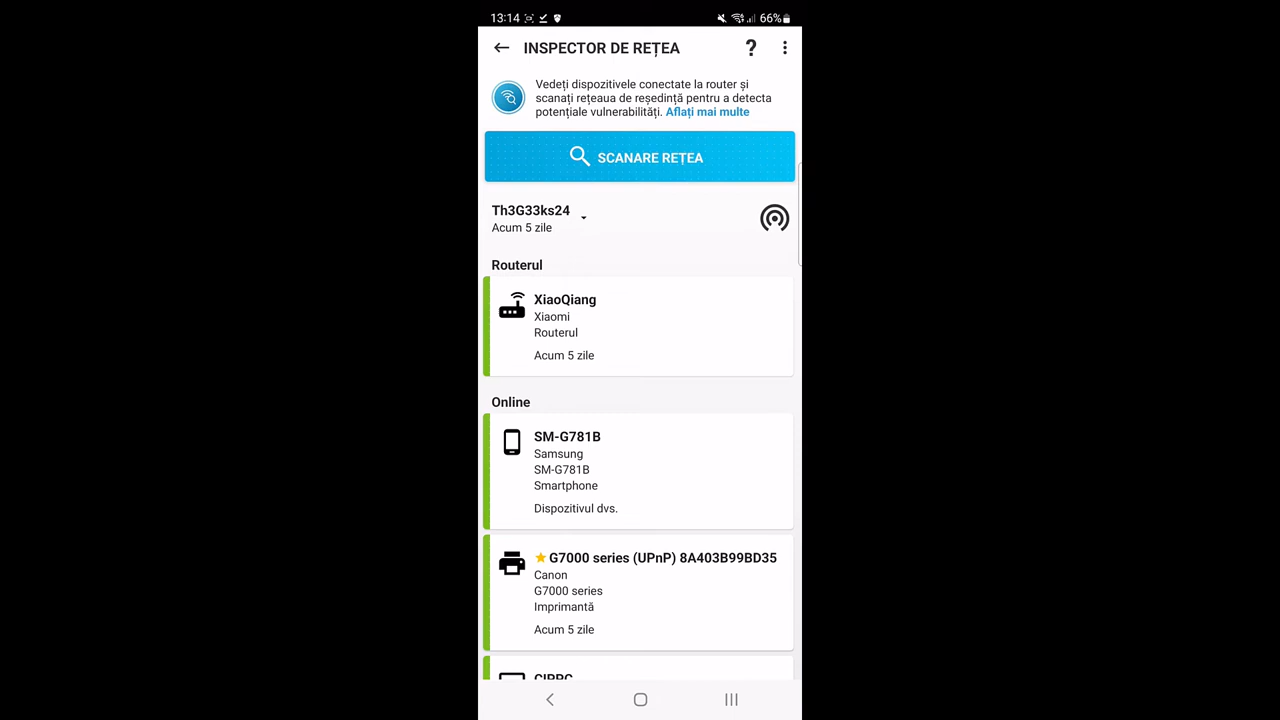 13:14
66%
INSPECTOR DE REȚEA
?
Vedeți dispozitivele conectate la router și
scanați rețeaua de reședință pentru a detecta
potențiale vulnerabilități. Aflați mai multe
SCANARE REȚEA
Th3G33ks24
Acum 5 zile
Routerul
XiaoQiang
Xiaomi
Routerul
Acum 5 zile
Online
SM-G781B
Samsung
SM-G781B
Smartphone
Dispozitivul dvs.
G7000 series (UPnP) 8A403B99BD35
Canon
G7000 series
Imprimantă
Acum 5 zile